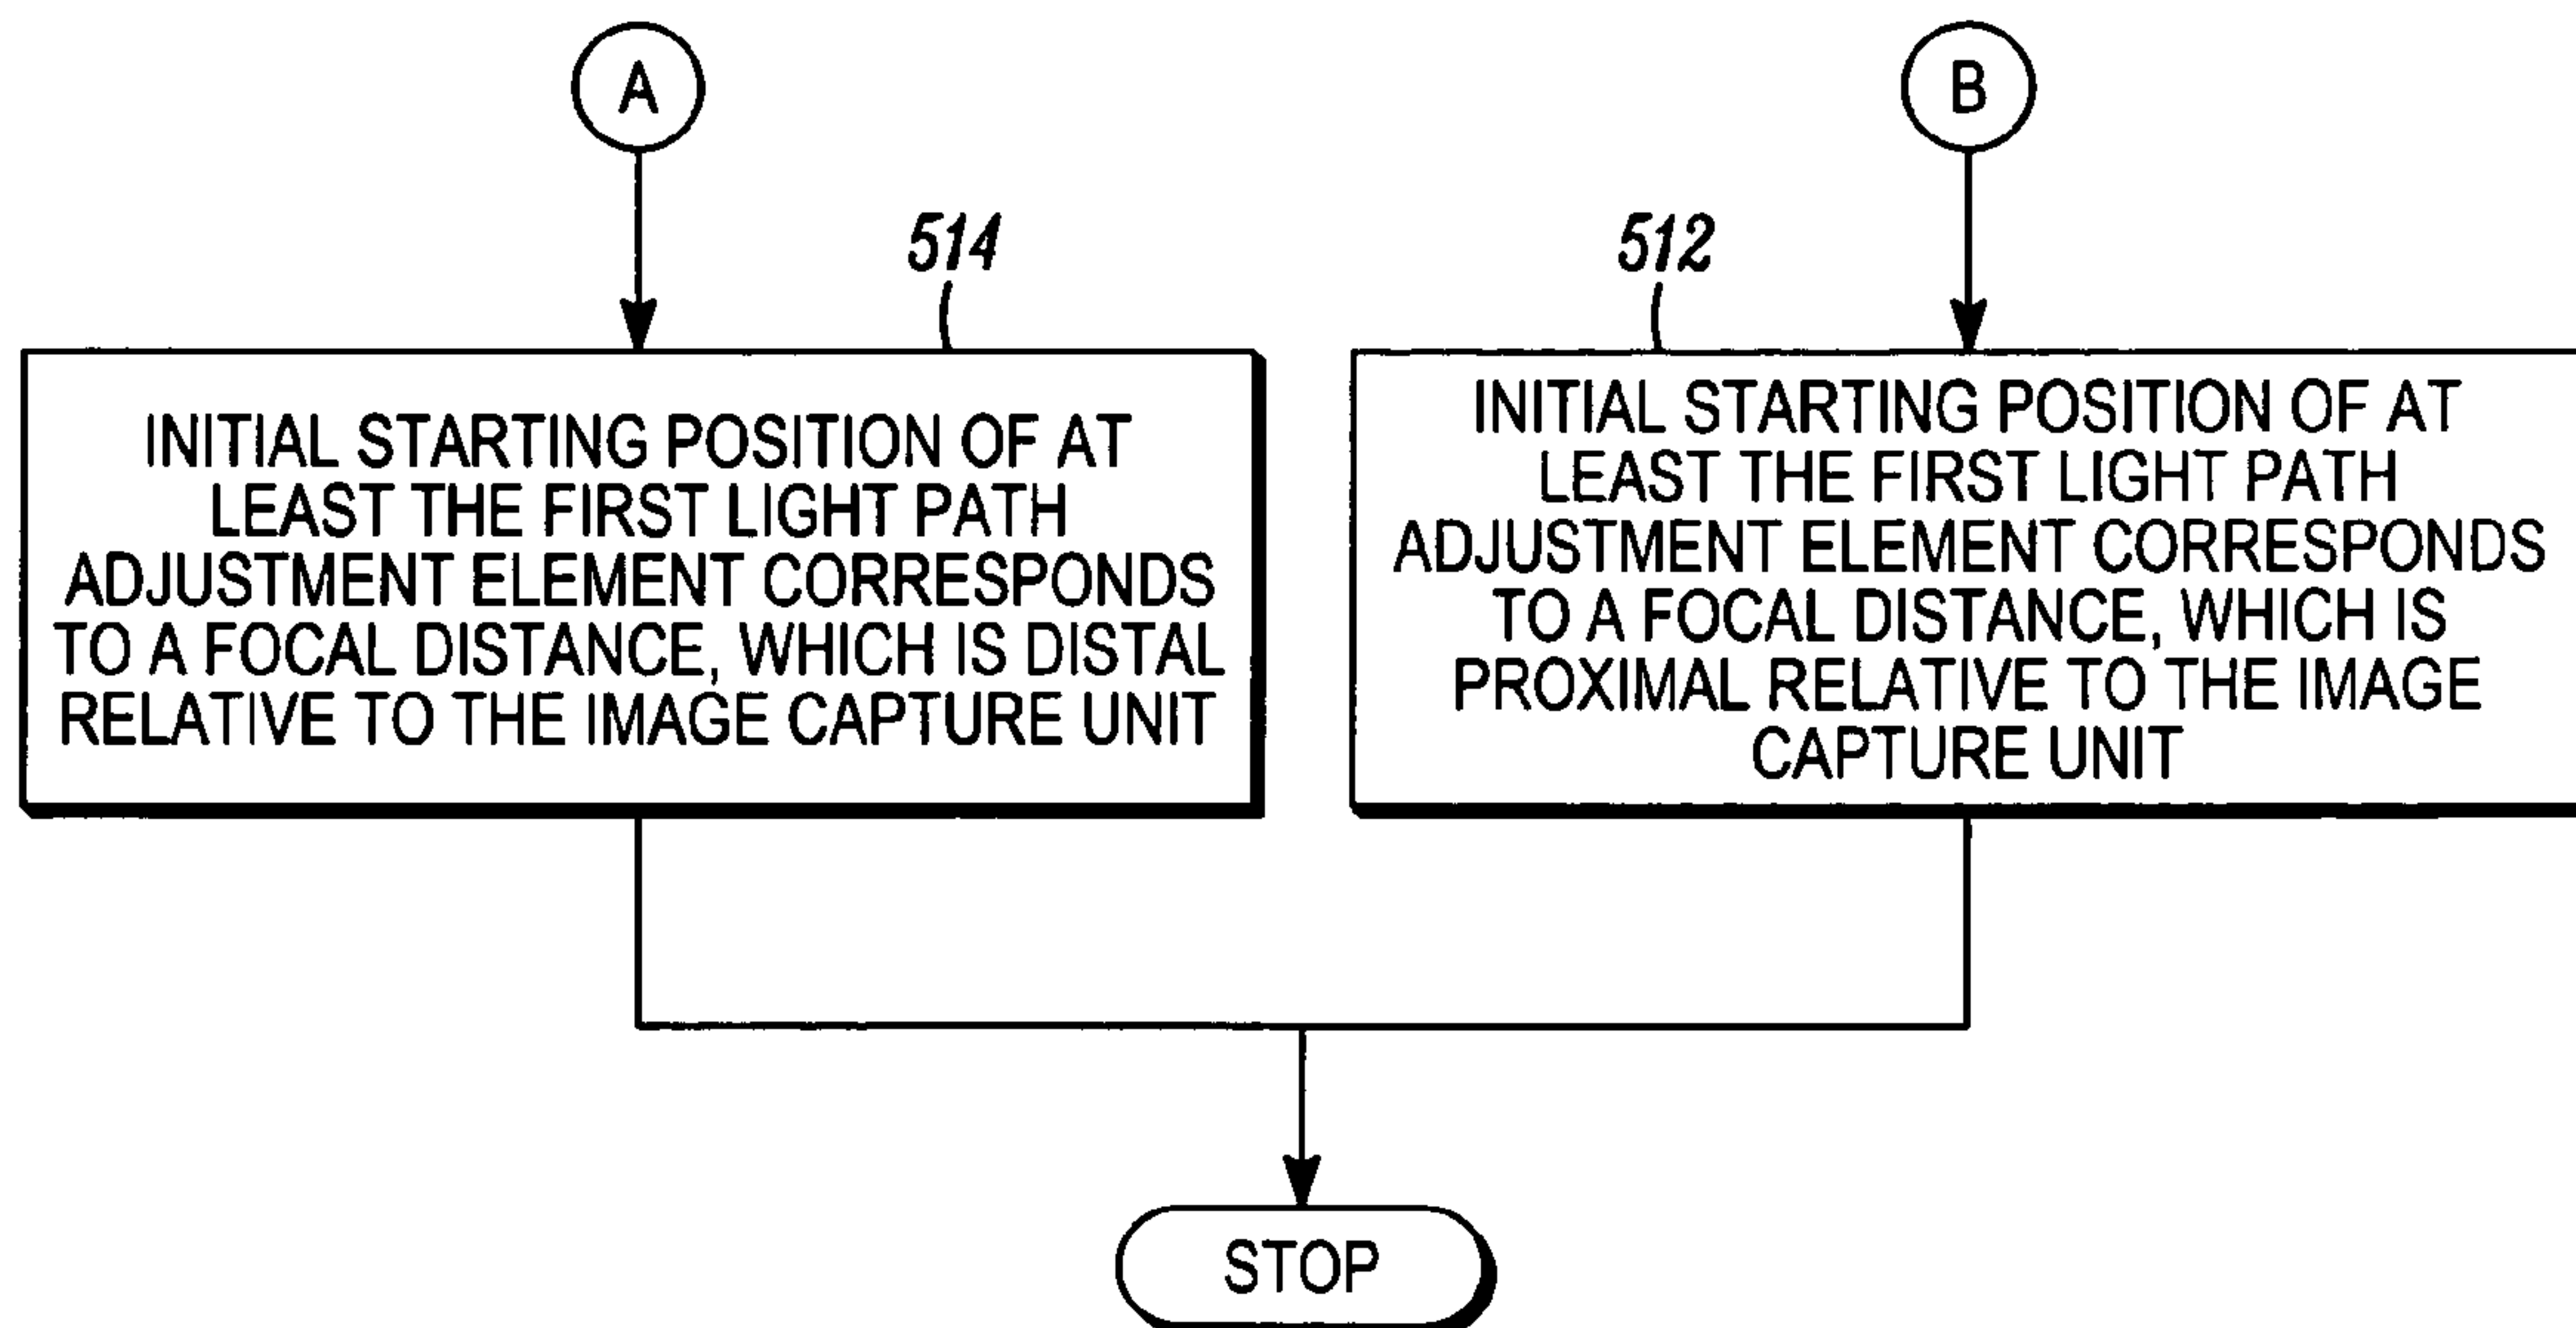 A
B
514
512
INITIAL STARTING POSITION OF AT
LEAST THE FIRST LIGHT PATH
ADJUSTMENT ELEMENT CORRESPONDS
TO A FOCAL DISTANCE, WHICH IS DISTAL
RELATIVE TO THE IMAGE CAPTURE UNIT
INITIAL STARTING POSITION OF AT
LEAST THE FIRST LIGHT PATH
ADJUSTMENT ELEMENT CORRESPONDS
TO A FOCAL DISTANCE, WHICH IS
PROXIMAL RELATIVE TO THE IMAGE
CAPTURE UNIT
STOP